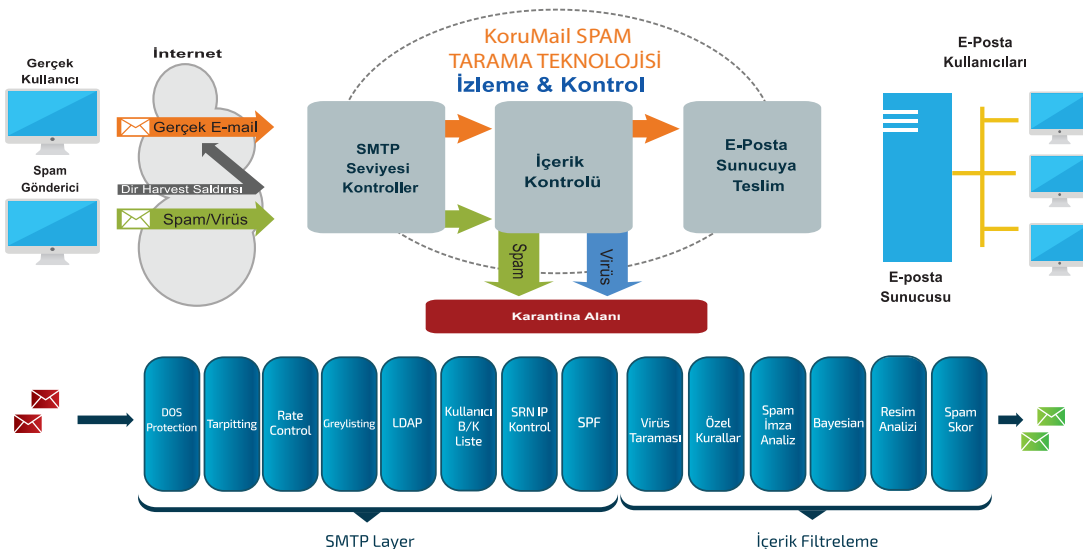 KoruMail SPAM
TARAMA TEKNOLOJİSİ
İzleme & Kontrol
Gerçek
Kullanıcı
İnternet
E-Posta
Kullanıcıları
Gerçek E-mail
Spam
Gönderici
Dir Harvest Saldırısı
Spam/Virüs
SMTP
Seviyesi
Kontroller
İçerik
Kontrolü
E-Posta
Sunucuya
Teslim
Spam
Virüs
E-posta
Sunucusu
Karantina Alanı
DOS
Protection
Tarpitting
Rate
Control
Greylisting
LDAP
Kullanıcı
B/K
Liste
SRN IP
Kontrol
SPF
Virüs
Taraması
Özel
Kurallar
Spam
İmza
Analiz
Bayesian
Resim
Analizi
Spam
Skor
SMTP Layer
İçerik Filtreleme